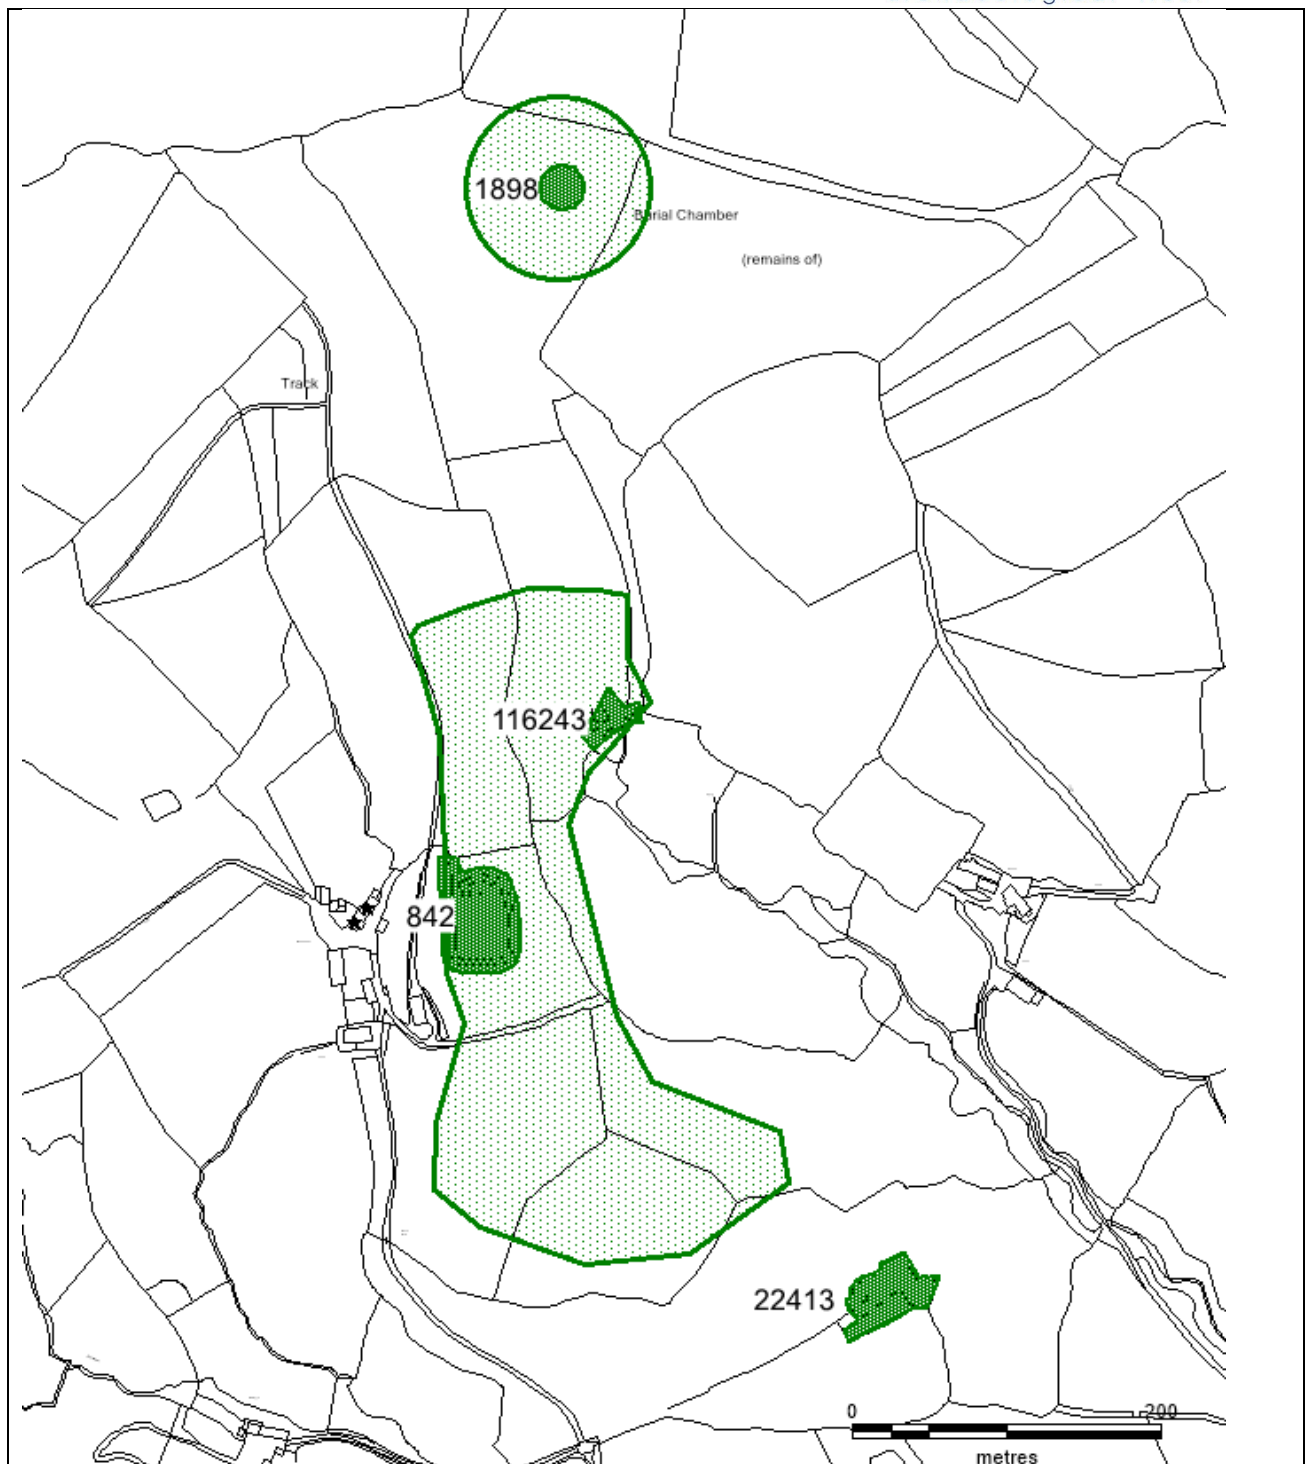 1898
Burial Chamber
(remains of)
Track
116243
842
22413
0 200
metres